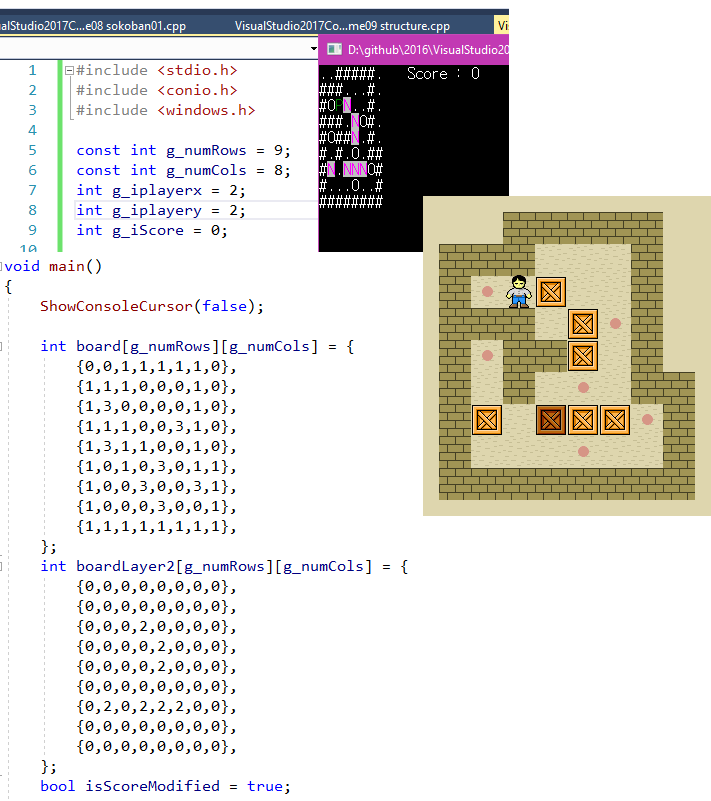 ualStudio2017C...e08 sokoban01.cpp
VisualStudio2017Co...me09 structure.cpp
Vi
D:\github\2016\VisualStudio20
1 #include <stdio.h>
2 #include <conio.h>
3 #include <windows.h>
4
5 const int g_numRows = 9;
6 const int g_numCols = 8;
7 int g_iplayerx = 2;
8 int g_iplayery = 2;
9 int g_iScore = 0;
10
..#####. Score : 0
###...#.
#OPN..#.
###.NO#.
#O##N.#.
#.#.O.##
#N.NNNO#
#...O..#
########
void main()
{
ShowConsoleCursor(false);
int board[g_numRows][g_numCols] = {
{0,0,1,1,1,1,1,0},
{1,1,1,0,0,0,1,0},
{1,3,0,0,0,0,1,0},
{1,1,1,0,0,3,1,0},
{1,3,1,1,0,0,1,0},
{1,0,1,0,3,0,1,1},
{1,0,0,3,0,0,3,1},
{1,0,0,0,3,0,0,1},
{1,1,1,1,1,1,1,1},
};
int boardLayer2[g_numRows][g_numCols] = {
{0,0,0,0,0,0,0,0},
{0,0,0,0,0,0,0,0},
{0,0,0,2,0,0,0,0},
{0,0,0,0,2,0,0,0},
{0,0,0,0,2,0,0,0},
{0,0,0,0,0,0,0,0},
{0,2,0,2,2,2,0,0},
{0,0,0,0,0,0,0,0},
{0,0,0,0,0,0,0,0},
};
bool isScoreModified = true;